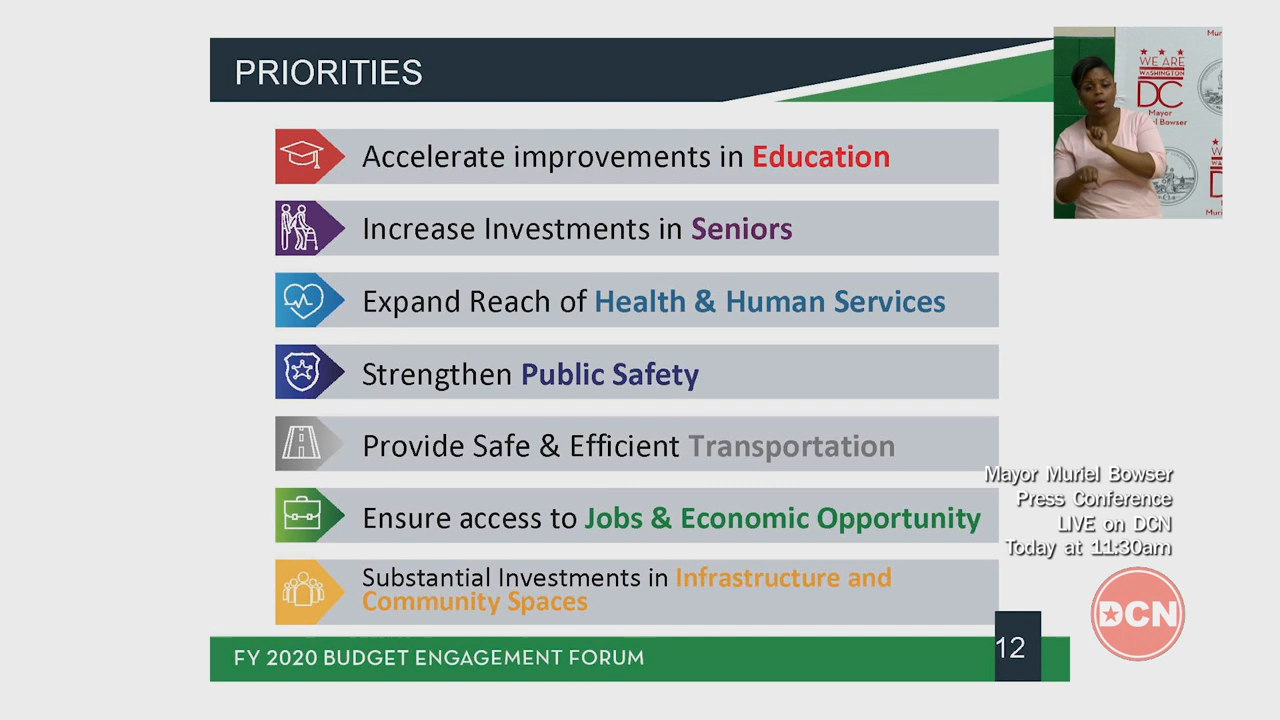 PRIORITIES
Accelerate improvements in Education
Increase Investments in Seniors
Expand Reach of Health & Human Services
Strengthen Public Safety
Provide Safe & Efficient Transportation
Ensure access to Jobs & Economic Opportunity
Substantial Investments in Infrastructure and
Community Spaces
FY 2020 BUDGET ENGAGEMENT FORUM
12
WE ARE
WASHINGTON
DC
Mayor
Bowser
Mayor Muriel Bowser
Press Conference
LIVE on DCN
Today at 11:30am
DCN